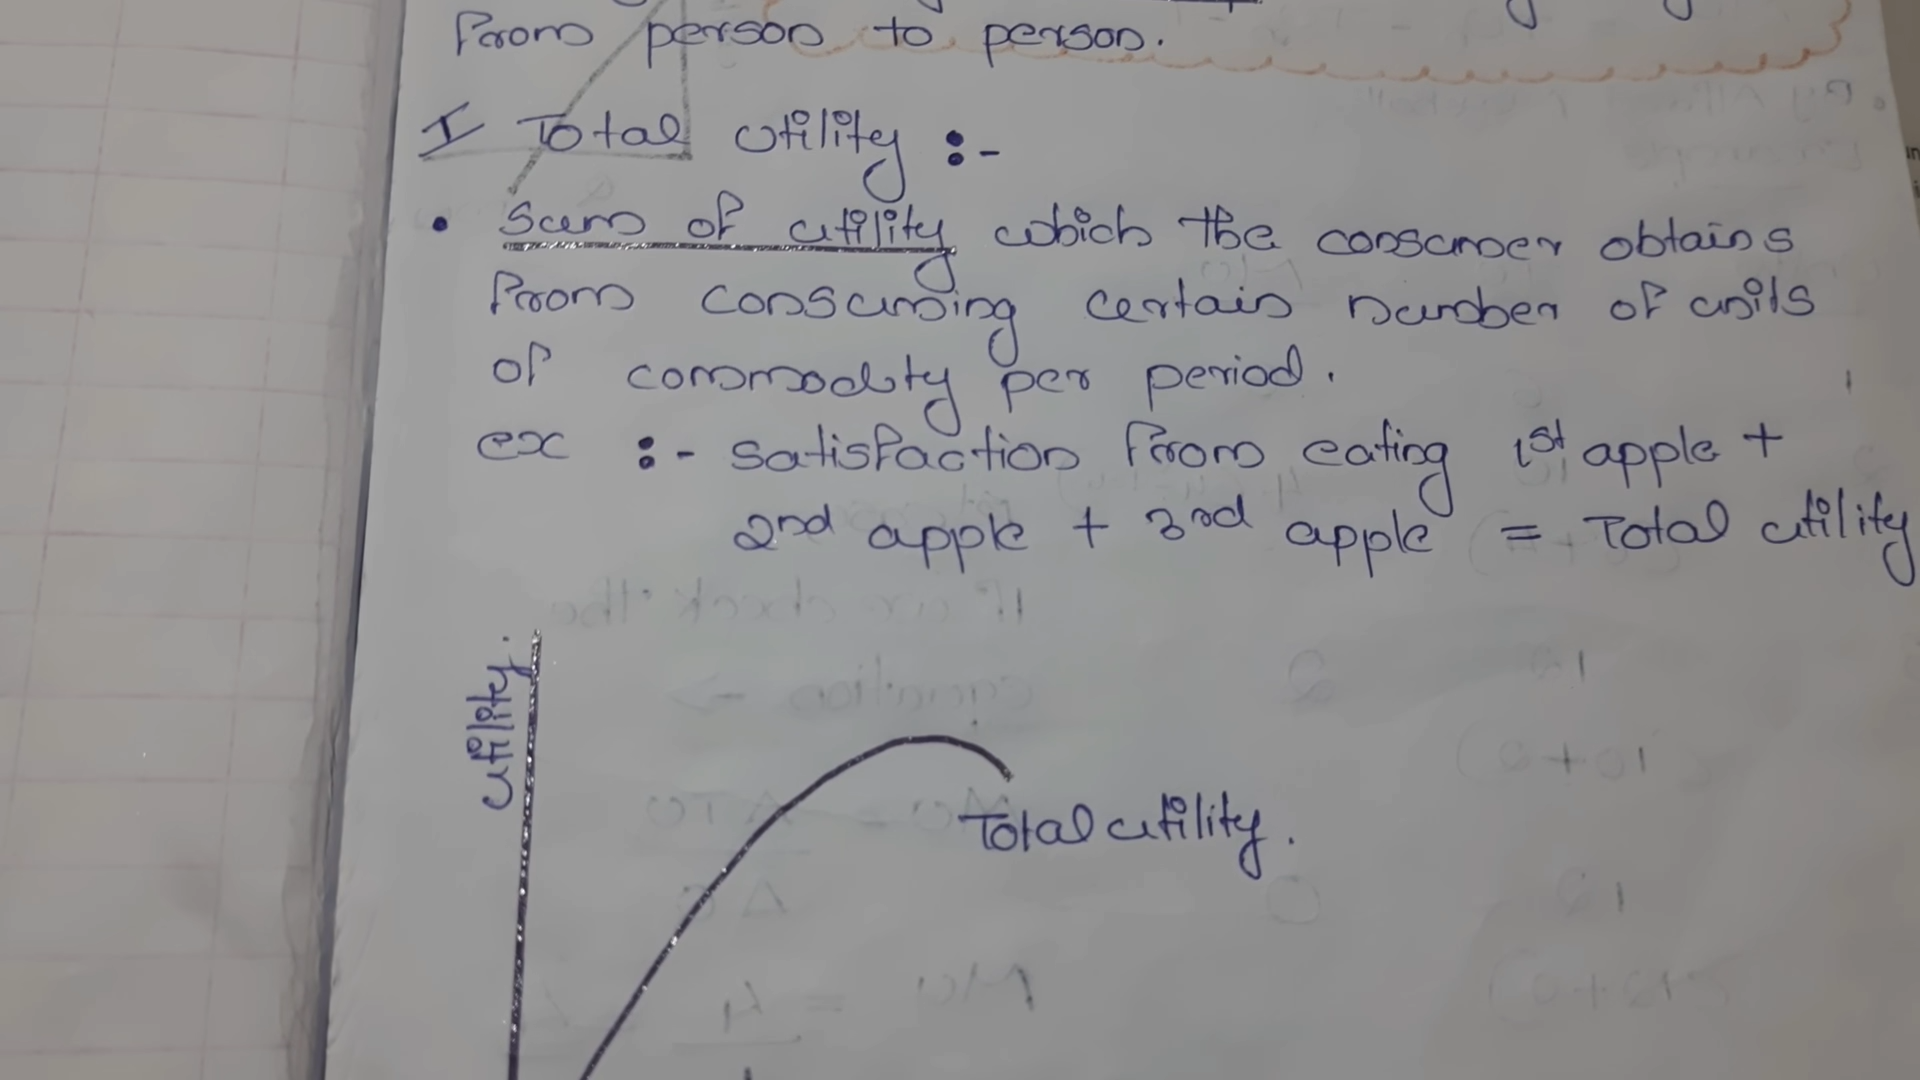 from person to person.
I Total utility :-
• Sum of utility which the consumer obtains
from consuming certain number of units
of commodity per period.
ex :- satisfaction from eating 1st apple +
2nd apple + 3rd apple = Total utility
utility.
Total utility.